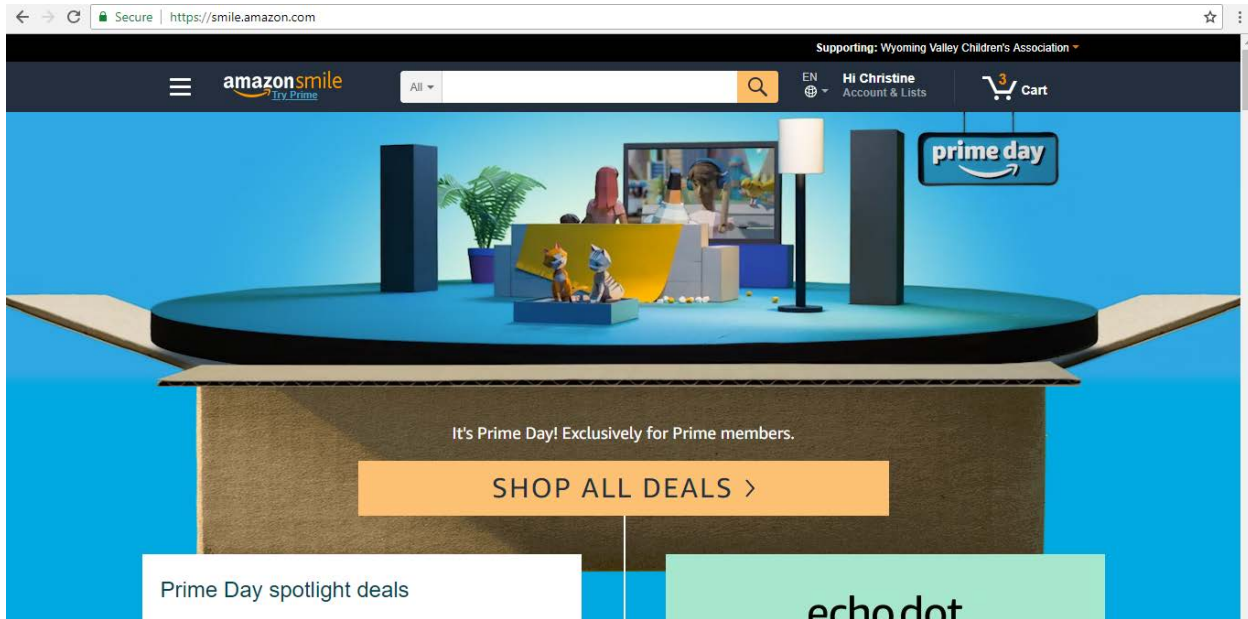 Secure | https://smile.amazon.com
Supporting: Wyoming Valley Children's Association
amazonsmile
Try Prime
All
EN
Hi Christine
Account & Lists
3
Cart
prime day
It's Prime Day! Exclusively for Prime members.
SHOP ALL DEALS >
Prime Day spotlight deals
echo dot